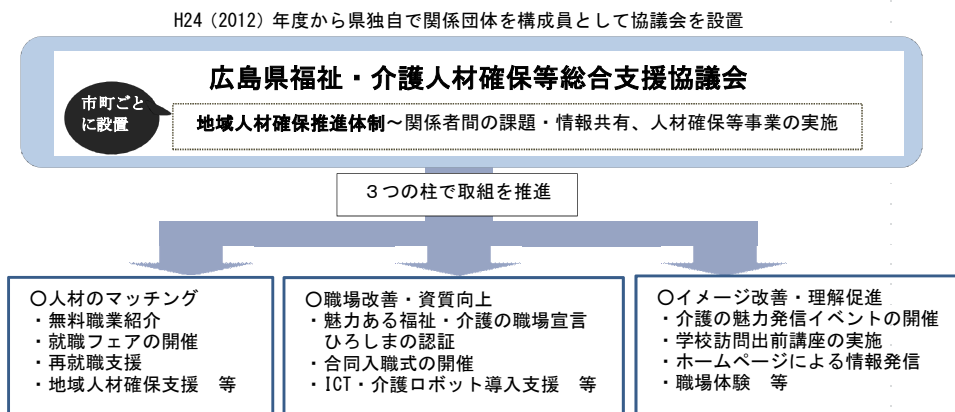 H24（2012）年度から県独自で関係団体を構成員として協議会を設置
広島県福祉・介護人材確保等総合支援協議会
市町ごと
に設置
地域人材確保推進体制～関係者間の課題・情報共有、人材確保等事業の実施
３つの柱で取組を推進
〇人材のマッチング
・無料職業紹介
・就職フェアの開催
・再就職支援
・地域人材確保支援　等
〇職場改善・資質向上
・魅力ある福祉・介護の職場宣言
ひろしまの認証
・合同入職式の開催
・ICT・介護ロボット導入支援　等
〇イメージ改善・理解促進
・介護の魅力発信イベントの開催
・学校訪問出前講座の実施
・ホームページによる情報発信
・職場体験　等